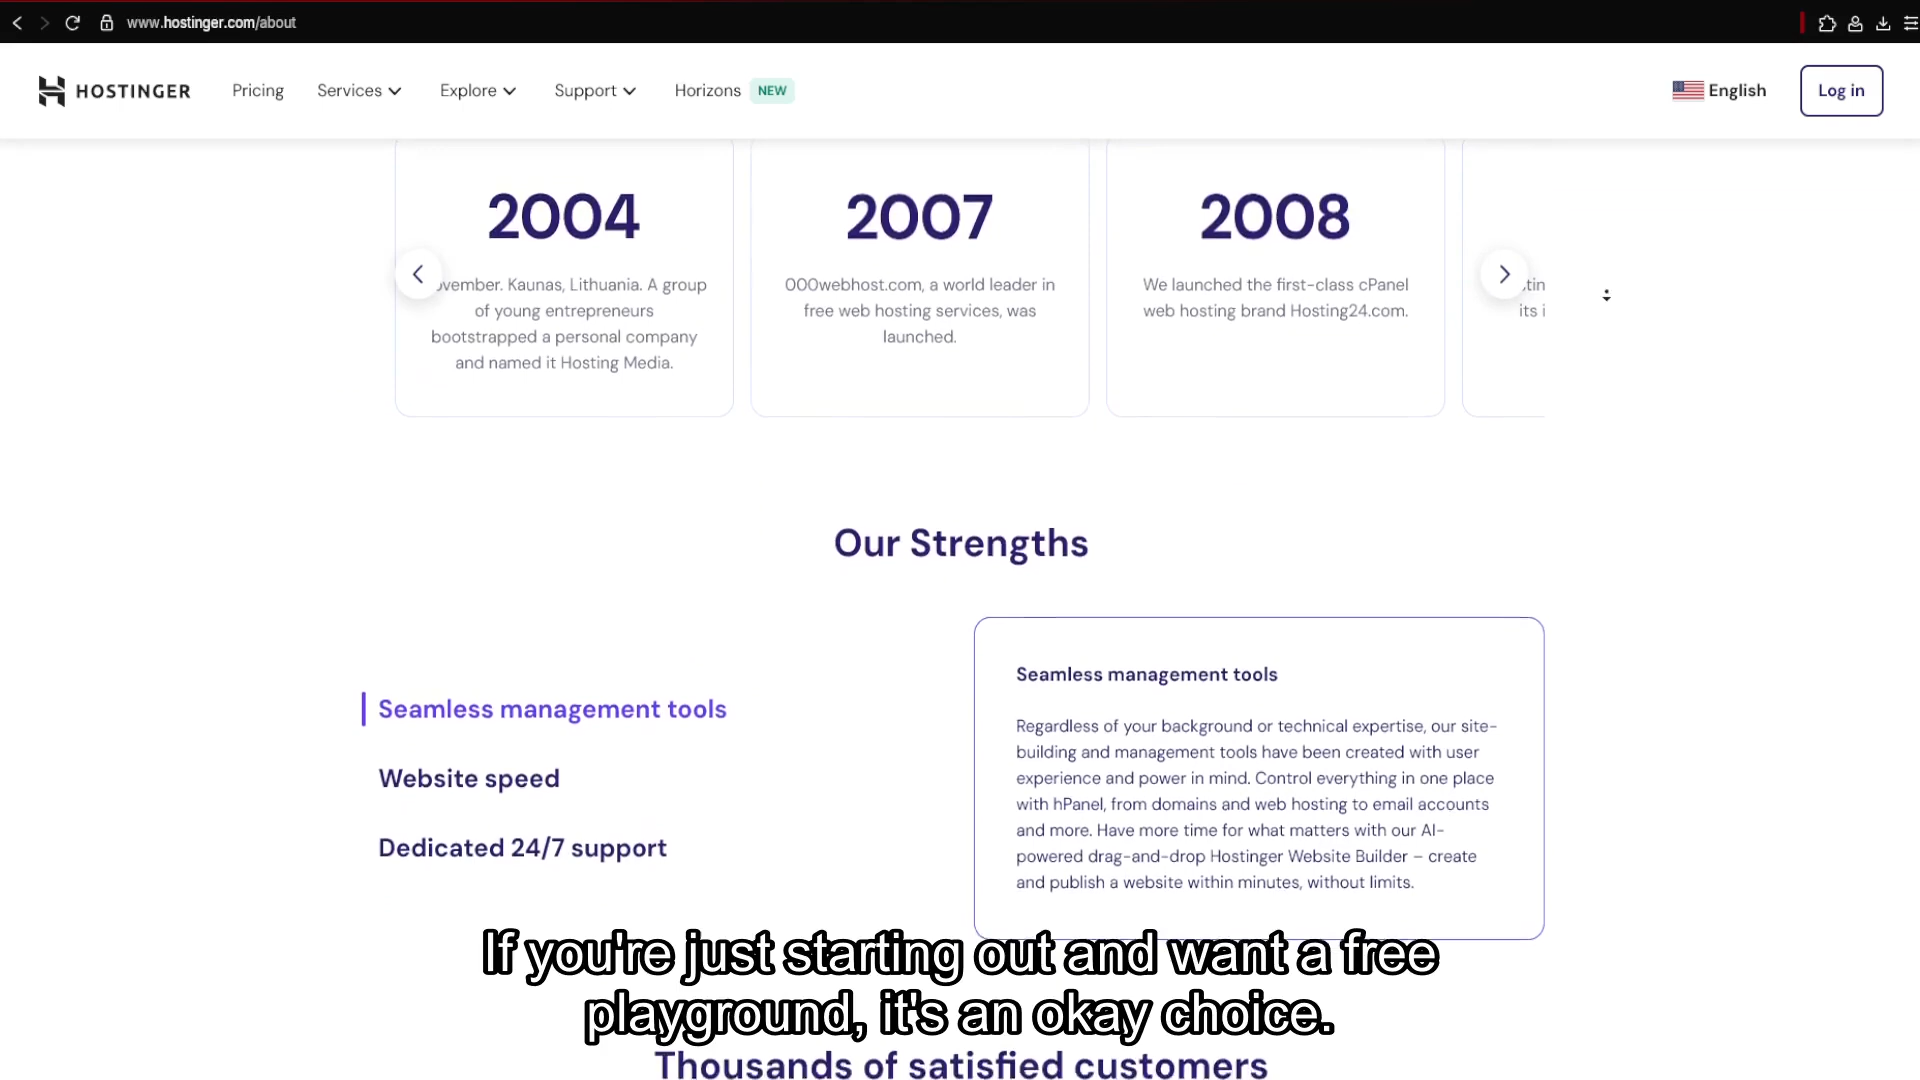 www.hostinger.com/about
HOSTINGER Pricing Services Explore Support Horizons NEW English Log in
2004 2007 2008
vember. Kaunas, Lithuania. A group
of young entrepreneurs
bootstrapped a personal company
and named it Hosting Media.
000webhost.com, a world leader in
free web hosting services, was
launched.
We launched the first-class cPanel
web hosting brand Hosting24.com.
tin
its i
Our Strengths
Seamless management tools
Website speed
Dedicated 24/7 support
Seamless management tools
Regardless of your background or technical expertise, our site-
building and management tools have been created with user
experience and power in mind. Control everything in one place
with hPanel, from domains and web hosting to email accounts
and more. Have more time for what matters with our AI-
powered drag-and-drop Hostinger Website Builder – create
and publish a website within minutes, without limits.
If you're just starting out and want a free
playground, it's an okay choice.
Thousands of satisfied customers